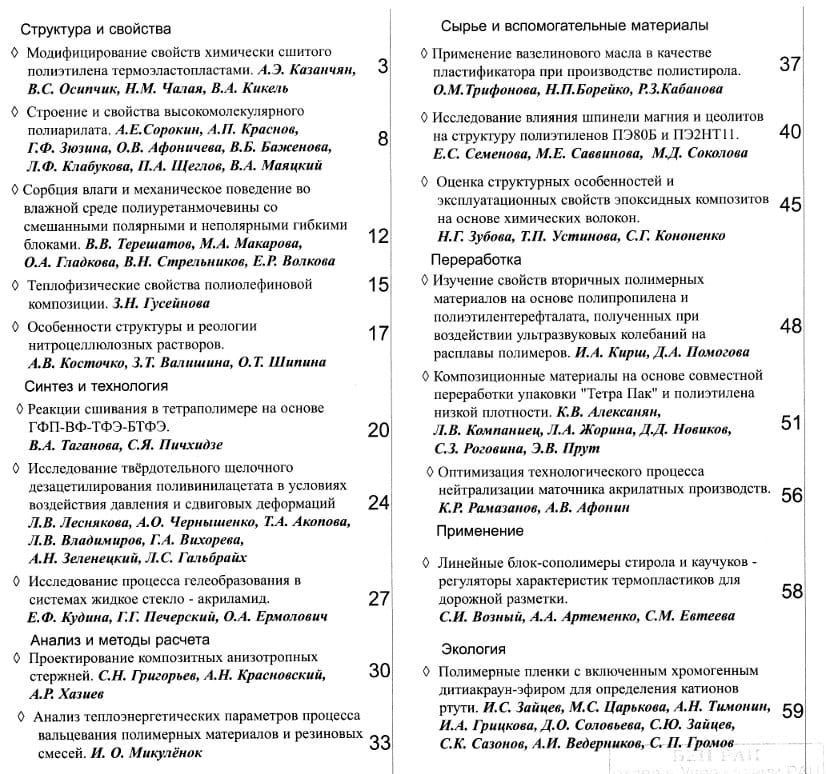 Структура и свойства
◊ Модифицирование свойств химически сшитого
полиэтилена термоэластопластами. А.Э. Казанчян, 3
В.С. Осипчик, Н.М. Чалая, В.А. Кикель
◊ Строение и свойства высокомолекулярного
полиарилата. А.Е.Сорокин, А.П. Краснов, 8
Г.Ф. Зюзина, О.В. Афоничева, В.Б. Баженова,
Л.Ф. Клабукова, П.А. Щеглов, В.А. Маяцкий
◊ Сорбция влаги и механическое поведение во
влажной среде полиуретанмочевины со
смешанными полярными и неполярными гибкими
блоками. В.В. Терешатов, М.А. Макарова, 12
О.А. Гладкова, В.Н. Стрельников, Е.Р. Волкова
◊ Теплофизические свойства полиолефиновой 15
композиции. З.Н. Гусейнова
◊ Особенности структуры и реологии
нитроцеллюлозных растворов. 17
А.В. Косточко, З.Т. Валишина, О.Т. Шипина
Синтез и технология
◊ Реакции сшивания в тетраполимере на основе
ГФП-ВФ-ТФЭ-БТФЭ. 20
В.А. Таганова, С.Я. Пичхидзе
◊ Исследование твёрдотельного щелочного
дезацетилирования поливинилацетата в условиях
воздействия давления и сдвиговых деформаций 24
Л.В. Леснякова, А.О. Чернышенко, Т.А. Акопова,
Л.В. Владимиров, Г.А. Вихорева,
А.Н. Зеленецкий, Л.С. Гальбрайх
◊ Исследование процесса гелеобразования в
системах жидкое стекло - акриламид. 27
Е.Ф. Кудина, Г.Г. Печерский, О.А. Ермолович
Анализ и методы расчета
◊ Проектирование композитных анизотропных
стержней. С.Н. Григорьев, А.Н. Красновский, 30
А.Р. Хазиев
◊ Анализ теплоэнергетических параметров процесса
вальцевания полимерных материалов и резиновых
смесей. И. О. Микулёнок 33
Сырье и вспомогательные материалы
◊ Применение вазелинового масла в качестве
пластификатора при производстве полистирола. 37
О.М.Трифонова, Н.П.Борейко, Р.З.Кабанова
◊ Исследование влияния шпинели магния и цеолитов
на структуру полиэтиленов ПЭ80Б и ПЭ2НТ11. 40
Е.С. Семенова, М.Е. Саввинова, М.Д. Соколова
◊ Оценка структурных особенностей и
эксплуатационных свойств эпоксидных композитов 45
на основе химических волокон.
Н.Г. Зубова, Т.П. Устинова, С.Г. Кононенко
Переработка
◊ Изучение свойств вторичных полимерных
материалов на основе полипропилена и
полиэтилентерефталата, полученных при
воздействии ультразвуковых колебаний на 48
расплавы полимеров. И.А. Кирш, Д.А. Помогова
◊ Композиционные материалы на основе совместной
переработки упаковки "Тетра Пак" и полиэтилена
низкой плотности. К.В. Алексанян,
Л.В. Компаниец, Л.А. Жорина, Д.Д. Новиков, 51
С.З. Роговина, Э.В. Прут
◊ Оптимизация технологического процесса
нейтрализации маточника акрилатных производств. 56
К.Р. Рамазанов, А.В. Афонин
Применение
◊ Линейные блок-сополимеры стирола и каучуков -
регуляторы характеристик термопластиков для
дорожной разметки. 58
С.И. Возный, А.А. Артеменко, С.М. Евтеева
Экология
◊ Полимерные пленки с включенным хромогенным
дитиакраун-эфиром для определения катионов
ртути. И.С. Зайцев, М.С. Царькова, А.Н. Тимонин, 59
И.А. Грицкова, Д.О. Соловьева, С.Ю. Зайцев,
С.К. Сазонов, А.И. Ведерников, С. П. Громов
БЕН РАН